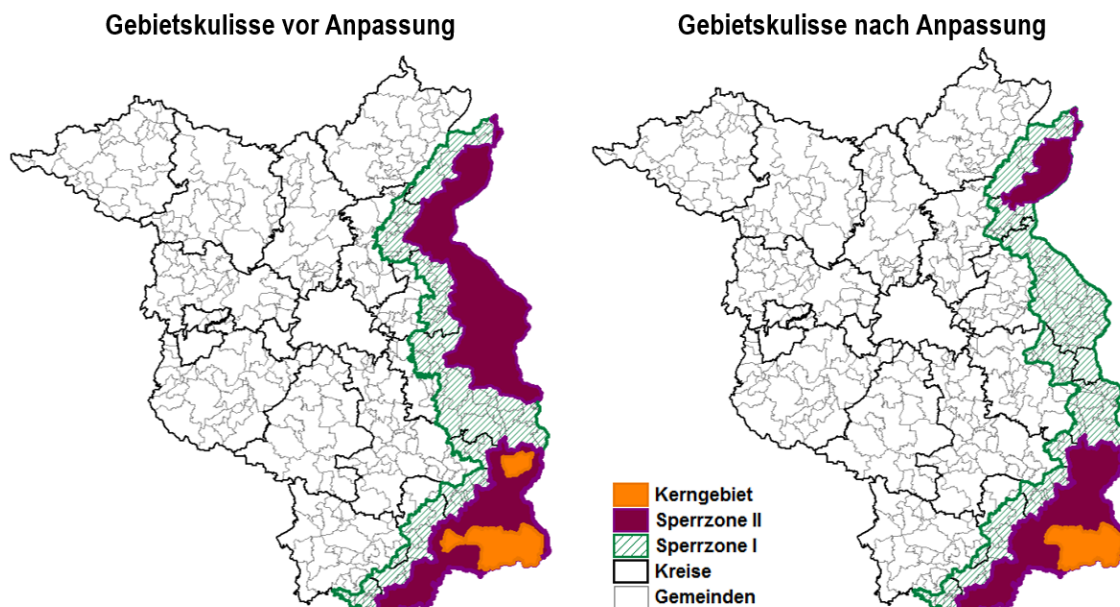 Gebietskulisse vor Anpassung
Gebietskulisse nach Anpassung
Kerngebiet
Sperrzone II
Sperrzone I
Kreise
Gemeinden